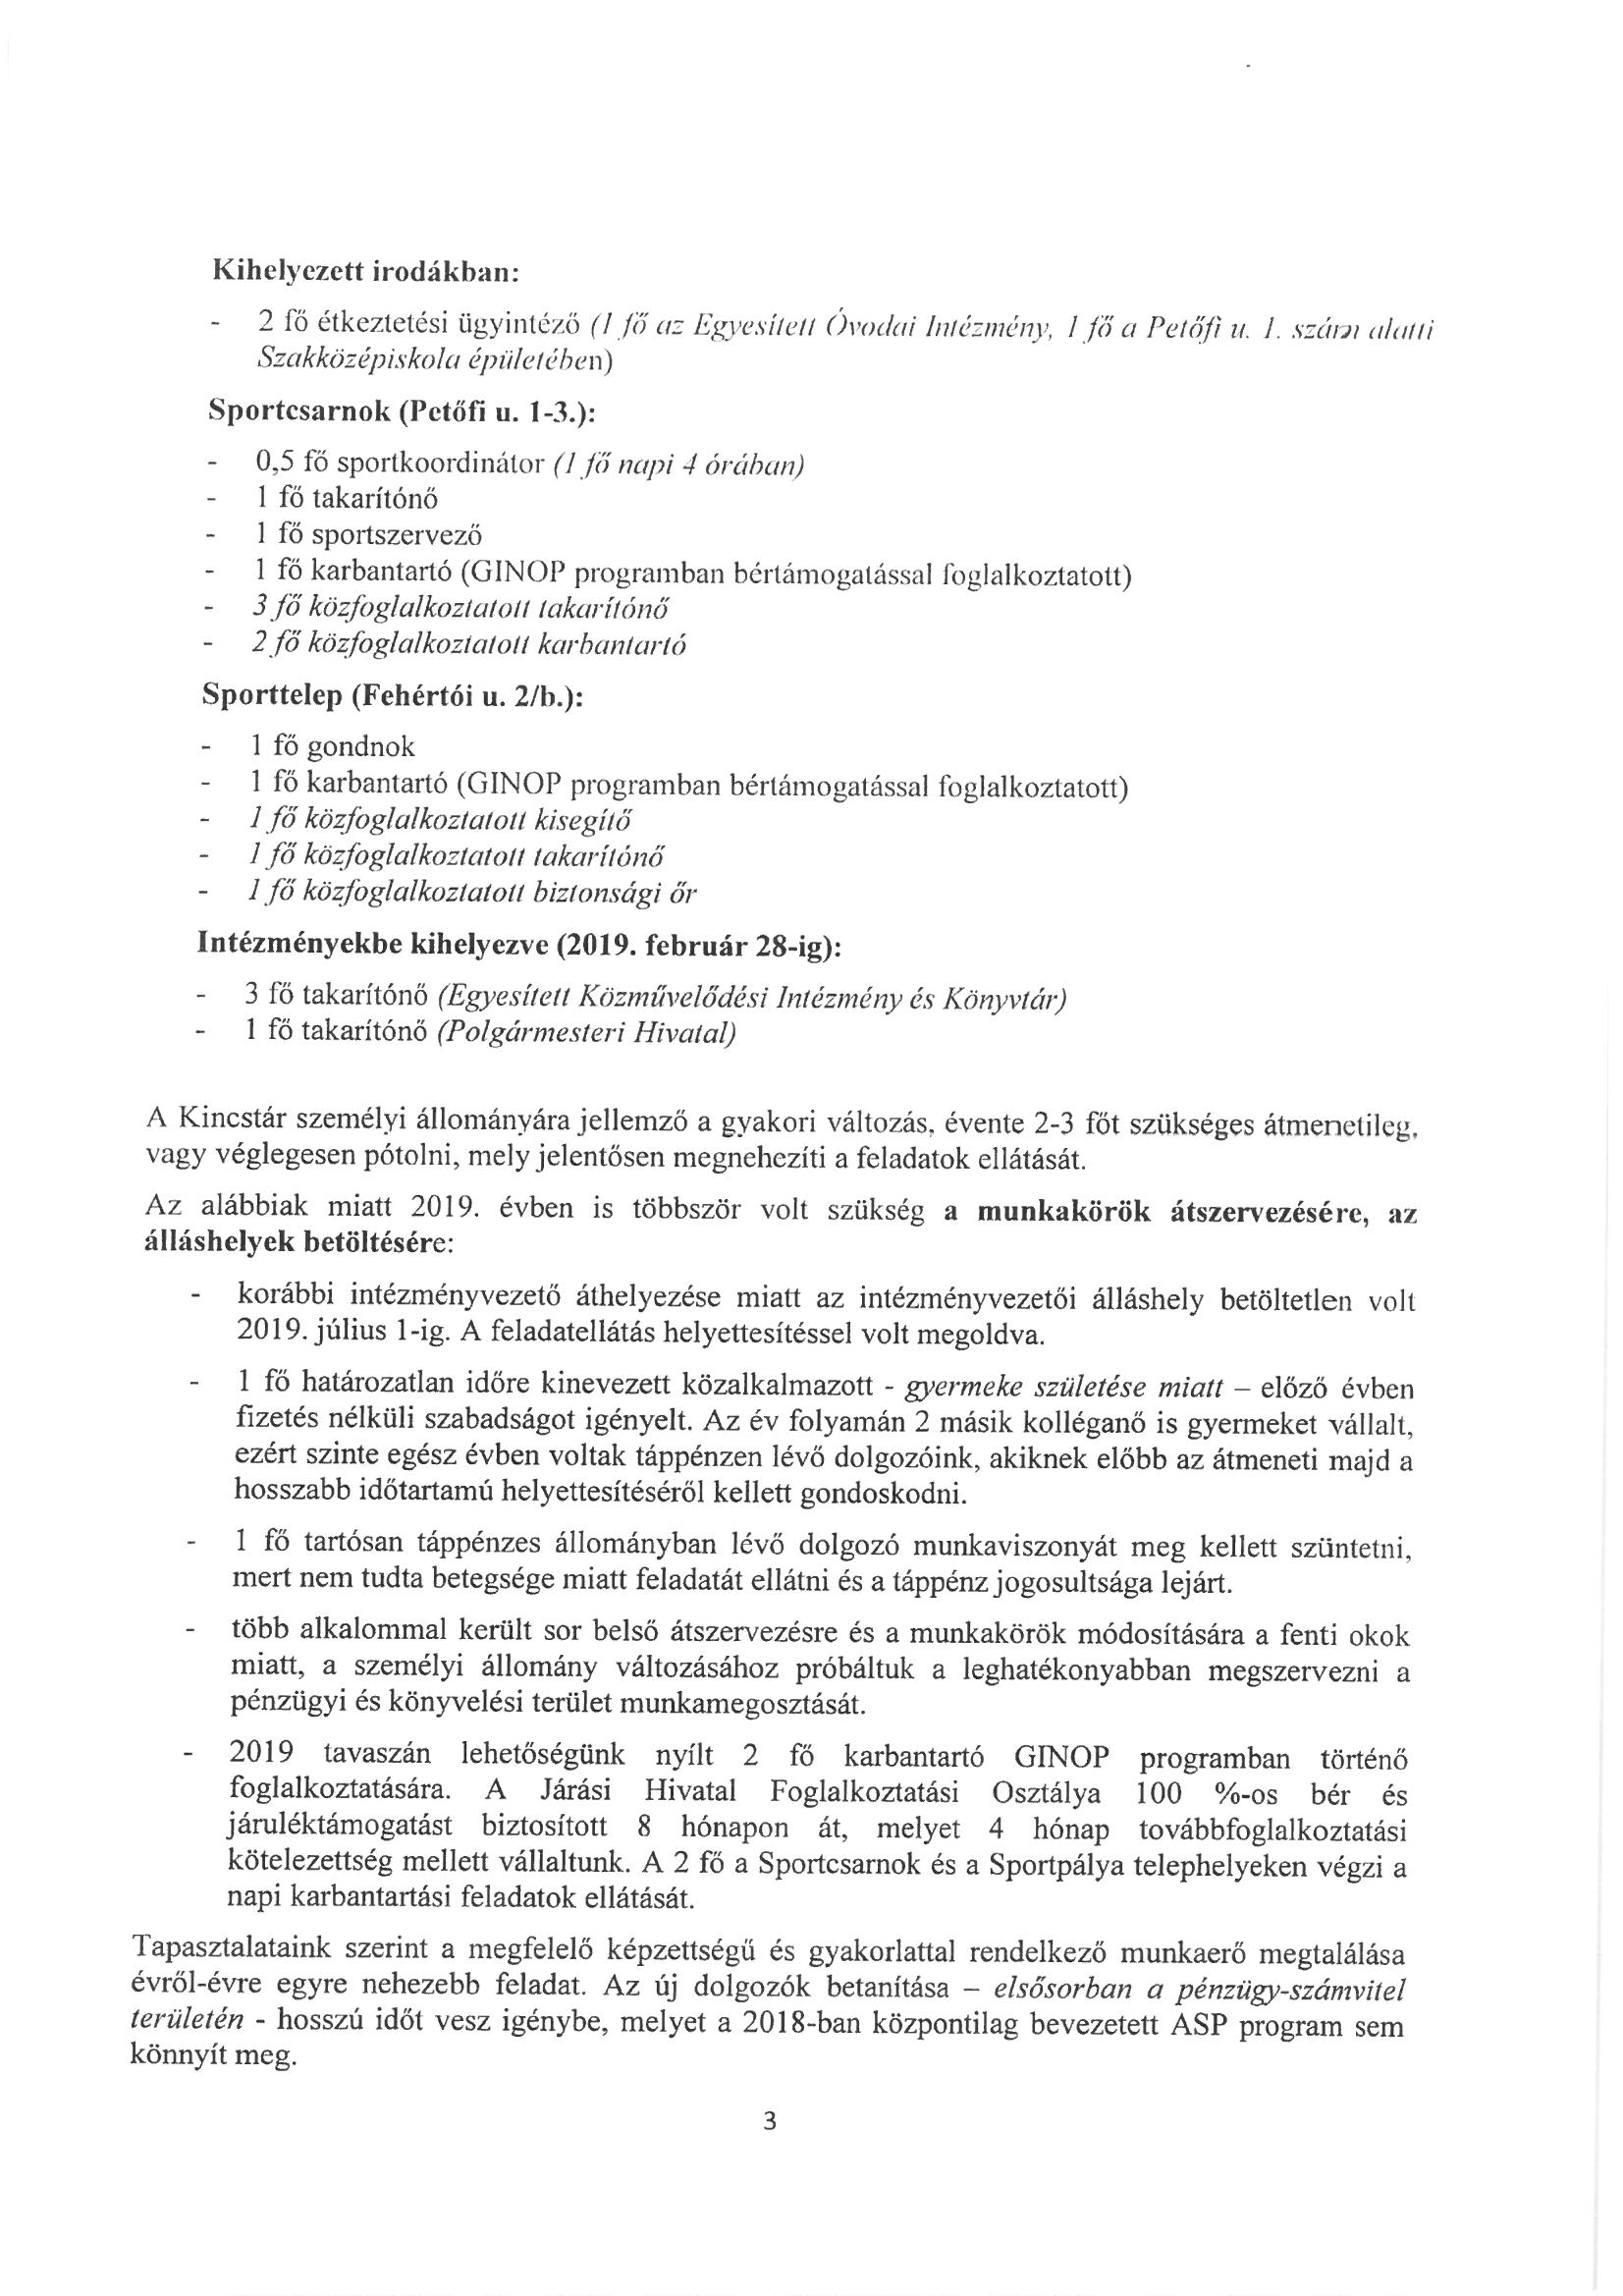 Kihelyezett irodákban:
- 2 fő étkeztetési ügyintéző (1 fő az Egyesített Óvodai Intézmény, 1 fő a Petőfi u. 1. szám alatti
Szakközépiskola épületében)
Sportcsarnok (Petőfi u. 1-3.):
- 0,5 fő sportkoordinátor (1 fő napi 4 órában)
- 1 fő takarítónő
- 1 fő sportszervező
- 1 fő karbantartó (GINOP programban bértámogatással foglalkoztatott)
- 3 fő közfoglalkoztatott takarítónő
- 2 fő közfoglalkoztatott karbantartó
Sporttelep (Fehértói u. 2/b.):
- 1 fő gondnok
- 1 fő karbantartó (GINOP programban bértámogatással foglalkoztatott)
- 1 fő közfoglalkoztatott kisegítő
- 1 fő közfoglalkoztatott takarítónő
- 1 fő közfoglalkoztatott biztonsági őr
Intézményekbe kihelyezve (2019. február 28-ig):
- 3 fő takarítónő (Egyesített Közművelődési Intézmény és Könyvtár)
- 1 fő takarítónő (Polgármesteri Hivatal)
A Kincstár személyi állományára jellemző a gyakori változás, évente 2-3 főt szükséges átmenetileg,
vagy véglegesen pótolni, mely jelentősen megnehezíti a feladatok ellátását.
Az alábbiak miatt 2019. évben is többször volt szükség a munkakörök átszervezésére, az
álláshelyek betöltésére:
- korábbi intézményvezető áthelyezése miatt az intézményvezetői álláshely betöltetlen volt
2019. július 1-ig. A feladatellátás helyettesítéssel volt megoldva.
- 1 fő határozatlan időre kinevezett közalkalmazott - gyermeke születése miatt – előző évben
fizetés nélküli szabadságot igényelt. Az év folyamán 2 másik kolléganő is gyermeket vállalt,
ezért szinte egész évben voltak táppénzen lévő dolgozóink, akiknek előbb az átmeneti majd a
hosszabb időtartamú helyettesítéséről kellett gondoskodni.
- 1 fő tartósan táppénzes állományban lévő dolgozó munkaviszonyát meg kellett szüntetni,
mert nem tudta betegsége miatt feladatát ellátni és a táppénz jogosultsága lejárt.
- több alkalommal került sor belső átszervezésre és a munkakörök módosítására a fenti okok
miatt, a személyi állomány változásához próbáltuk a leghatékonyabban megszervezni a
pénzügyi és könyvelési terület munkamegosztását.
- 2019 tavaszán lehetőségünk nyílt 2 fő karbantartó GINOP programban történő
foglalkoztatására. A Járási Hivatal Foglalkoztatási Osztálya 100 %-os bér és
járuléktámogatást biztosított 8 hónapon át, melyet 4 hónap továbbfoglalkoztatási
kötelezettség mellett vállaltunk. A 2 fő a Sportcsarnok és a Sportpálya telephelyeken végzi a
napi karbantartási feladatok ellátását.
Tapasztalataink szerint a megfelelő képzettségű és gyakorlattal rendelkező munkaerő megtalálása
évről-évre egyre nehezebb feladat. Az új dolgozók betanítása – elsősorban a pénzügy-számvitel
területén - hosszú időt vesz igénybe, melyet a 2018-ban központilag bevezetett ASP program sem
könnyít meg.
3